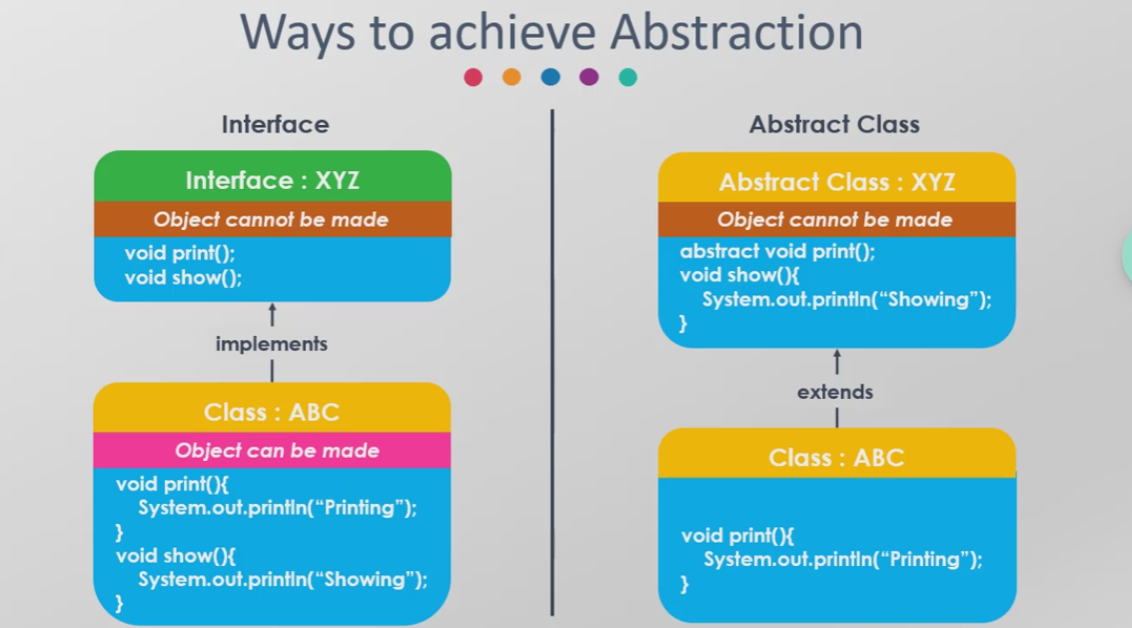 Ways to achieve Abstraction
Interface
Interface : XYZ
Object cannot be made
void print();
void show();
implements
Class : ABC
Object can be made
void print(){
System.out.println(“Printing”);
}
void show(){
System.out.println(“Showing”);
}
Abstract Class
Abstract Class : XYZ
Object cannot be made
abstract void print();
void show(){
System.out.println(“Showing”);
}
extends
Class : ABC
void print(){
System.out.println(“Printing”);
}